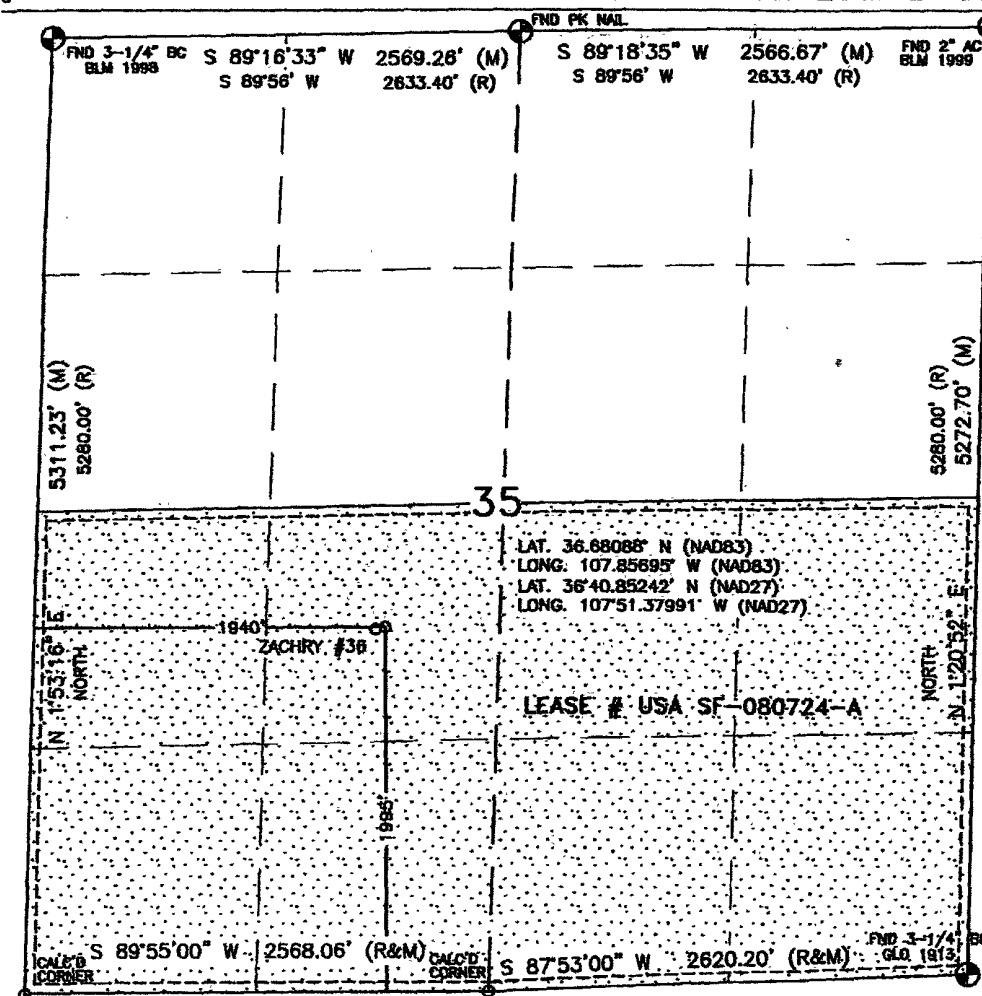 FND PK NAIL
FND 3-1/4" BC
BLM 1998
S 89°16'33" W 2569.26' (M)
S 89°56' W 2633.40' (R)
S 89°18'35" W 2566.67' (M)
S 89°56' W 2633.40' (R)
FND 2" AC
BLM 1999
5311.23' (M)
5280.00' (R)
5280.00' (R)
5272.70' (M)
35
LAT. 36.68088° N (NAD83)
LONG. 107.85695° W (NAD83)
LAT. 36°40.85242' N (NAD27)
LONG. 107°51.37991' W (NAD27)
1940'
ZACHRY #36
N 1°53'16" E
NORTH
NORTH
N 1°20'52" E
LEASE # USA SF-080724-A
1995'
S 89°55'00" W 2568.06' (R&M)
CALC'D
CORNER
CALC'D
CORNER
S 87°53'00" W 2620.20' (R&M)
FND 3-1/4"
GLO 1913